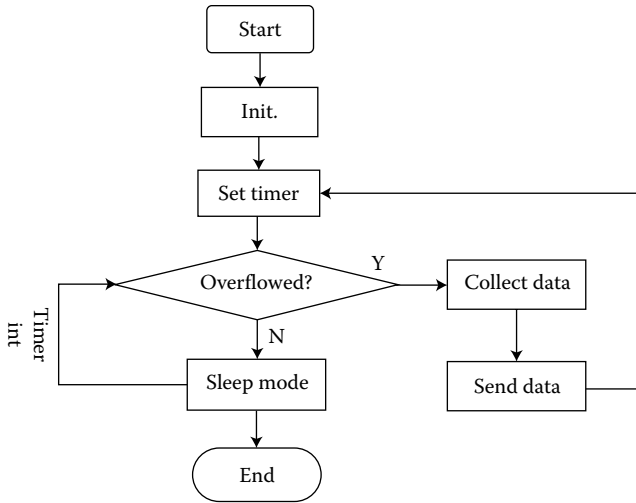 Start
Init.
Set timer
Overflowed?
Y
Collect data
N
Timer
int
Sleep mode
Send data
End